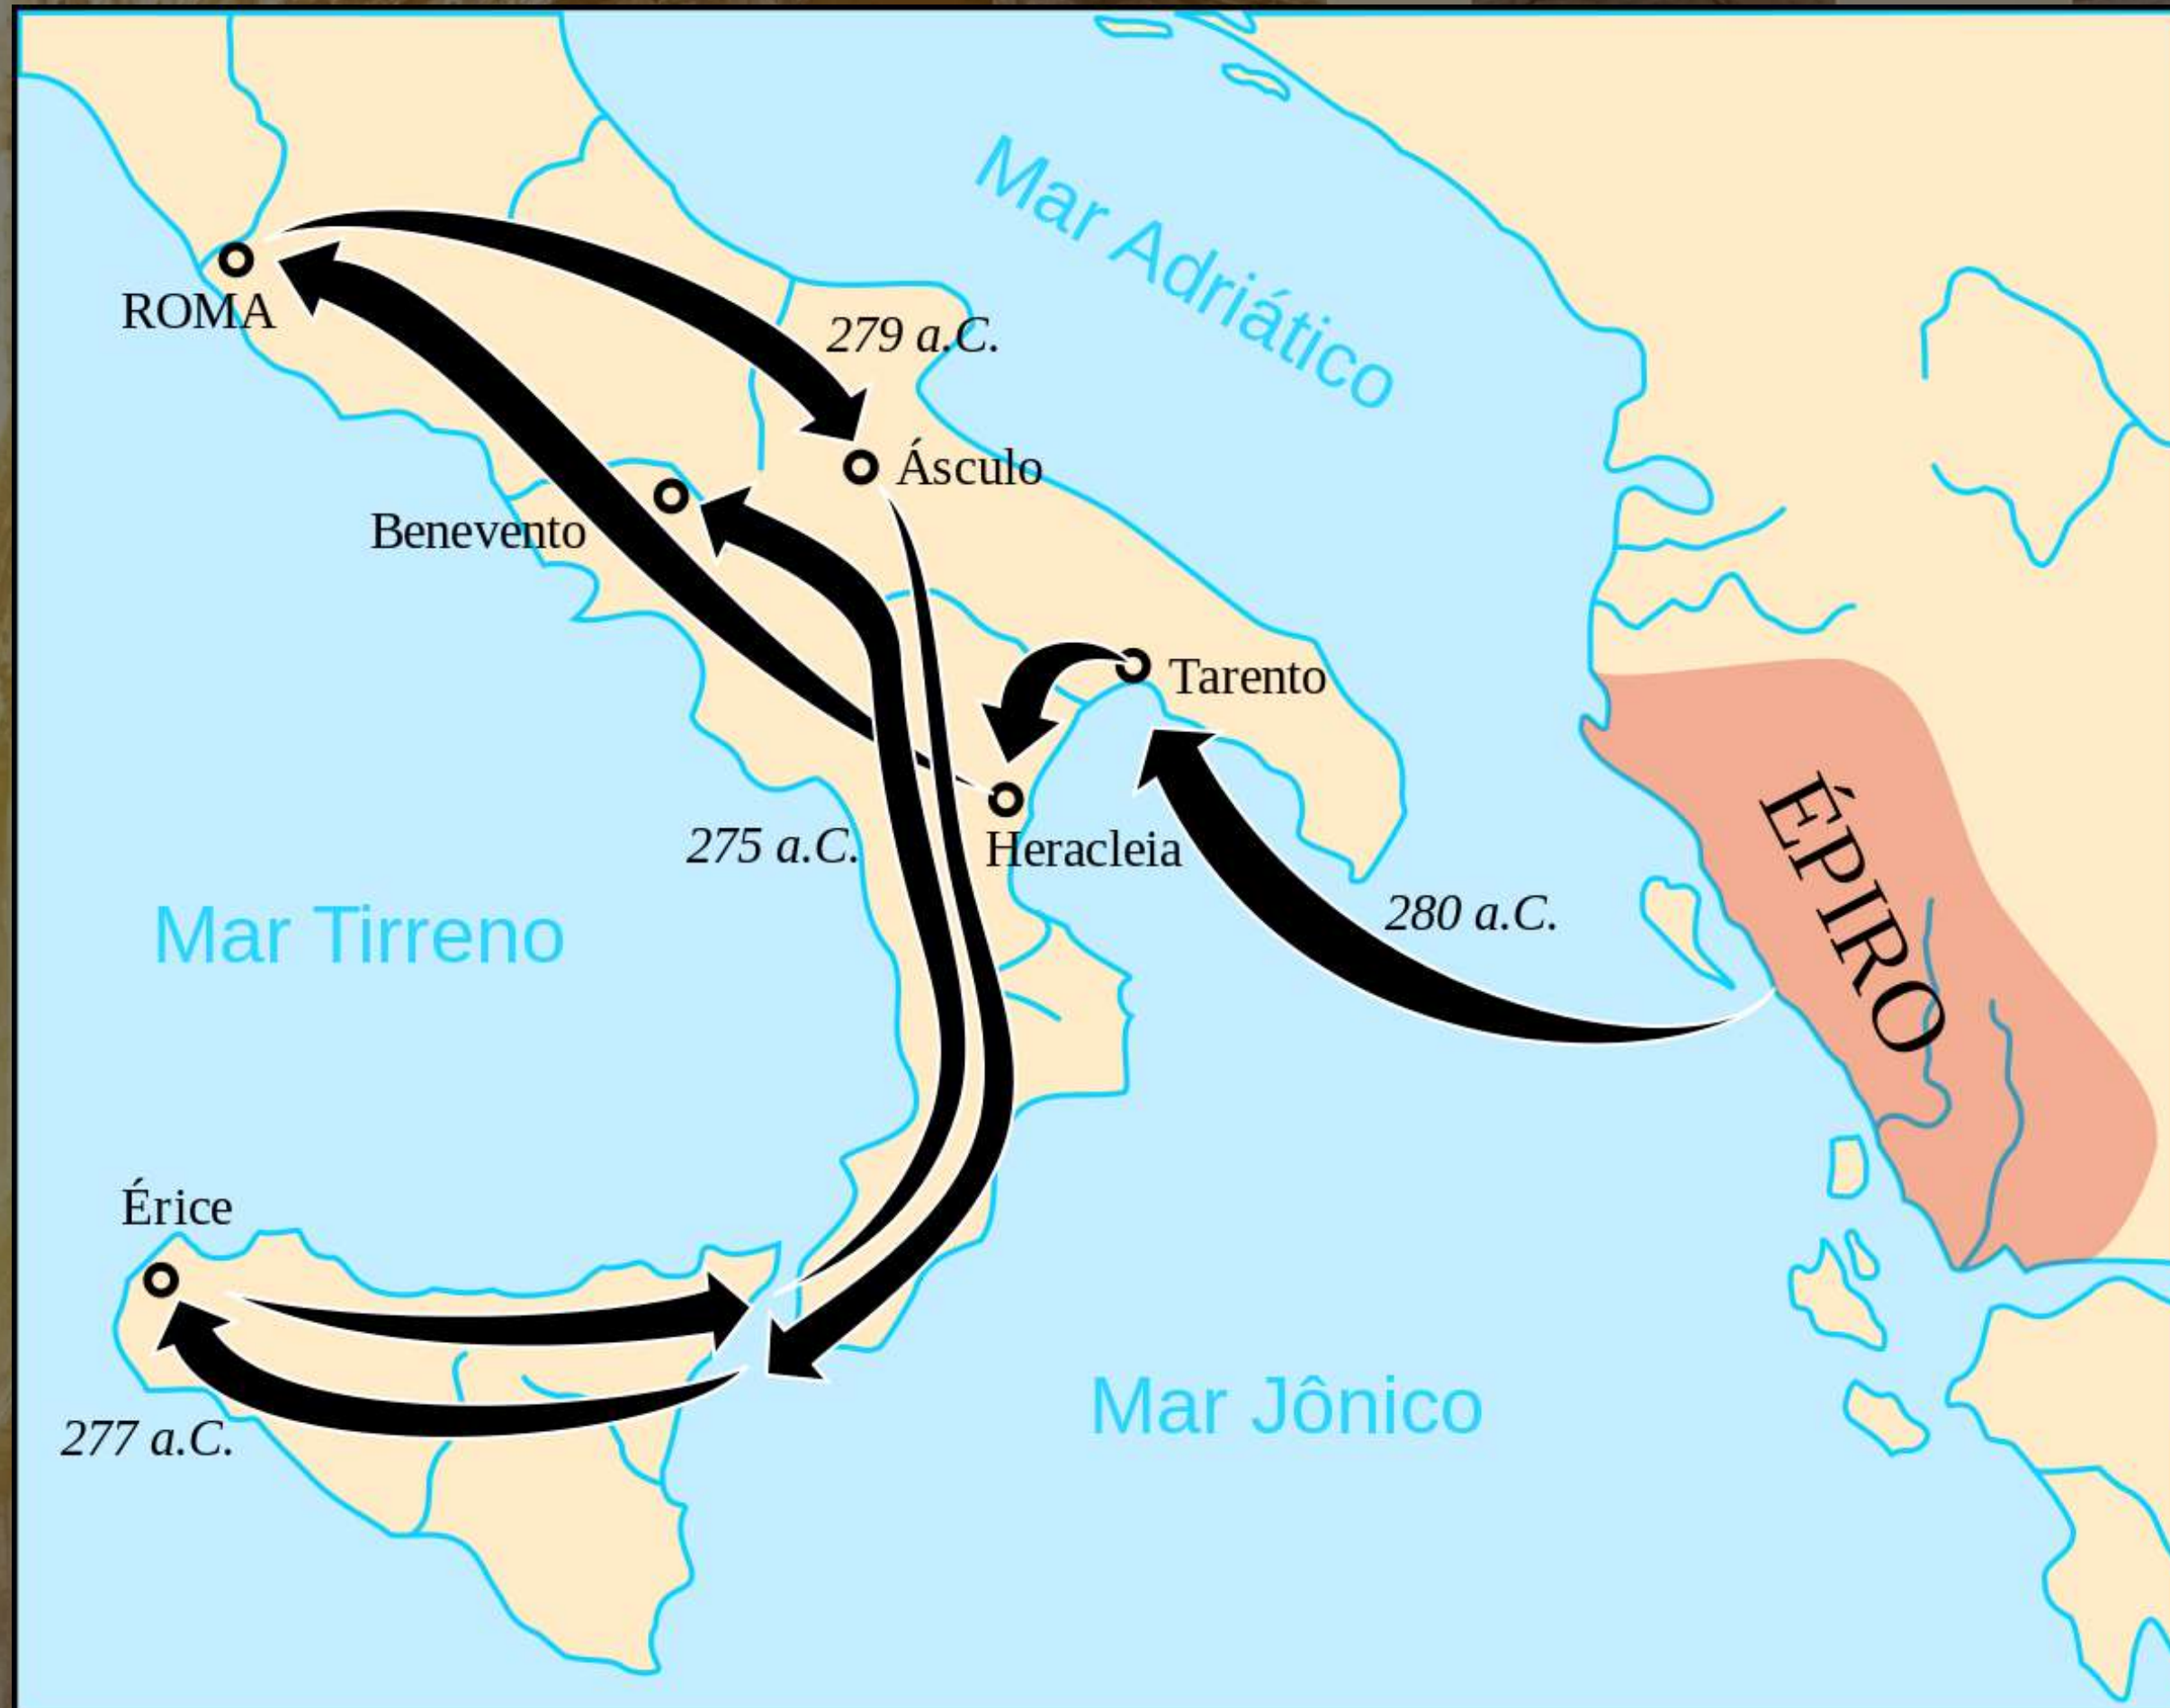 Mar Adriático
ROMA
279 a.C.
Ásculo
Benevento
Tarento
275 a.C.
Heracleia
ÉPIRO
280 a.C.
Mar Tirreno
Érice
277 a.C.
Mar Jônico